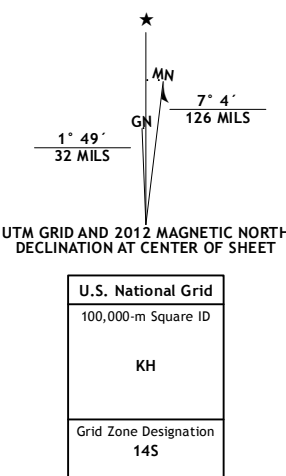 ★
MN
7° 4´
126 MILS
GN
1° 49´
32 MILS
UTM GRID AND 2012 MAGNETIC NORTH
DECLINATION AT CENTER OF SHEET
U.S. National Grid
100,000-m Square ID
KH
Grid Zone Designation
14S